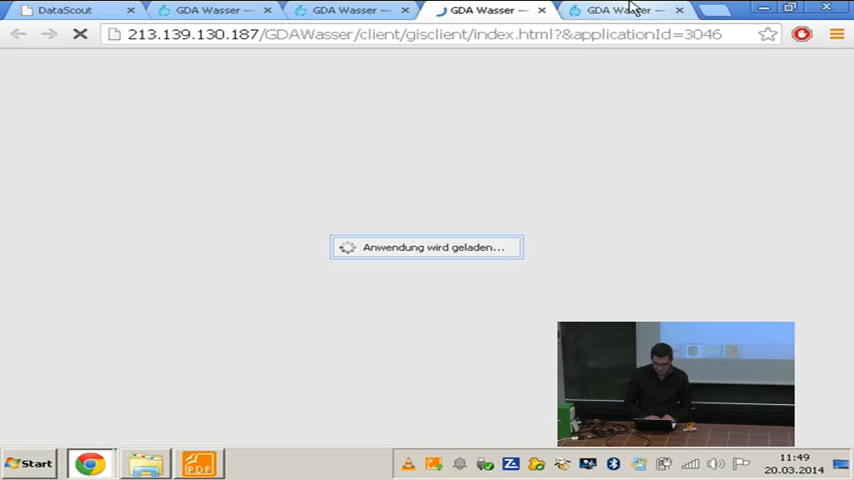 DataScout
GDA Wasser —
GDA Wasser —
GDA Wasser —
GDA Wasser —
213.139.130.187/GDAWasser/client/gisclient/index.html?&applicationId=3046
Anwendung wird geladen...
Start
PDF
Z
11:49
20.03.2014